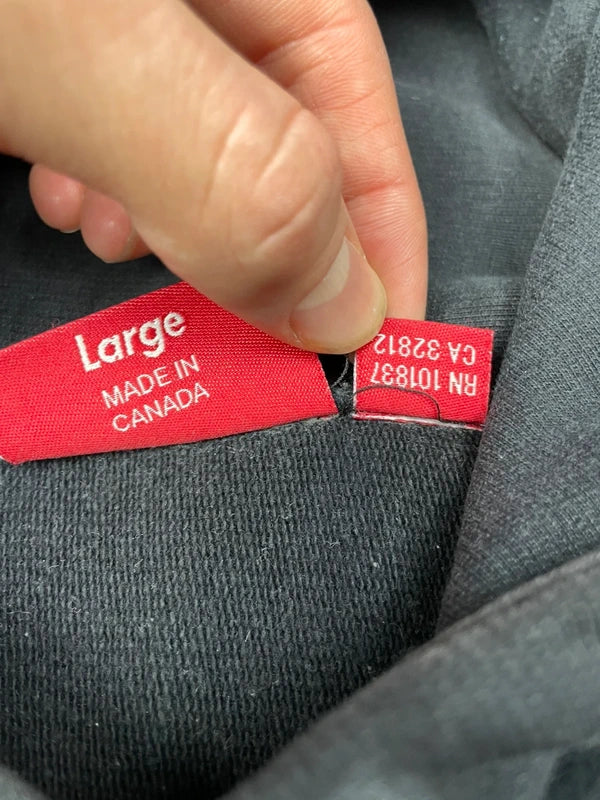 Large
MADE IN
CANADA
RN 101837
CA 32812